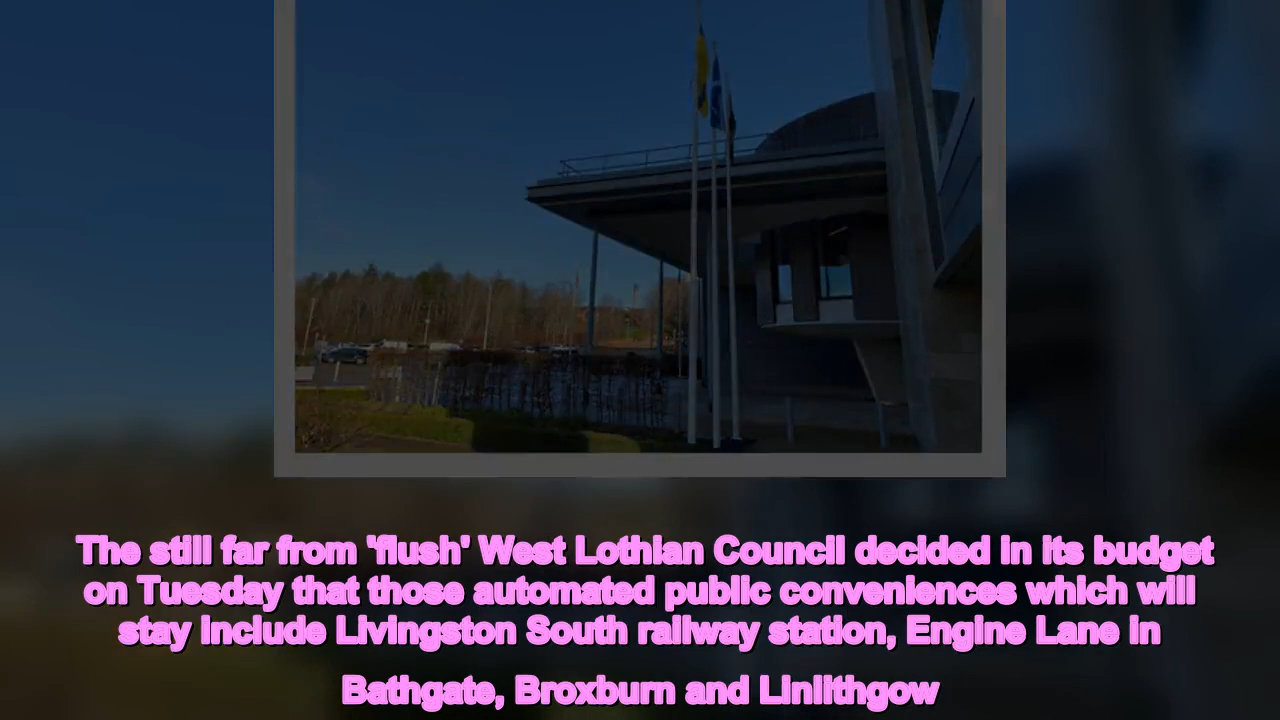 The still far from 'flush' West Lothian Council decided in its budget
on Tuesday that those automated public conveniences which will
stay include Livingston South railway station, Engine Lane in
Bathgate, Broxburn and Linlithgow